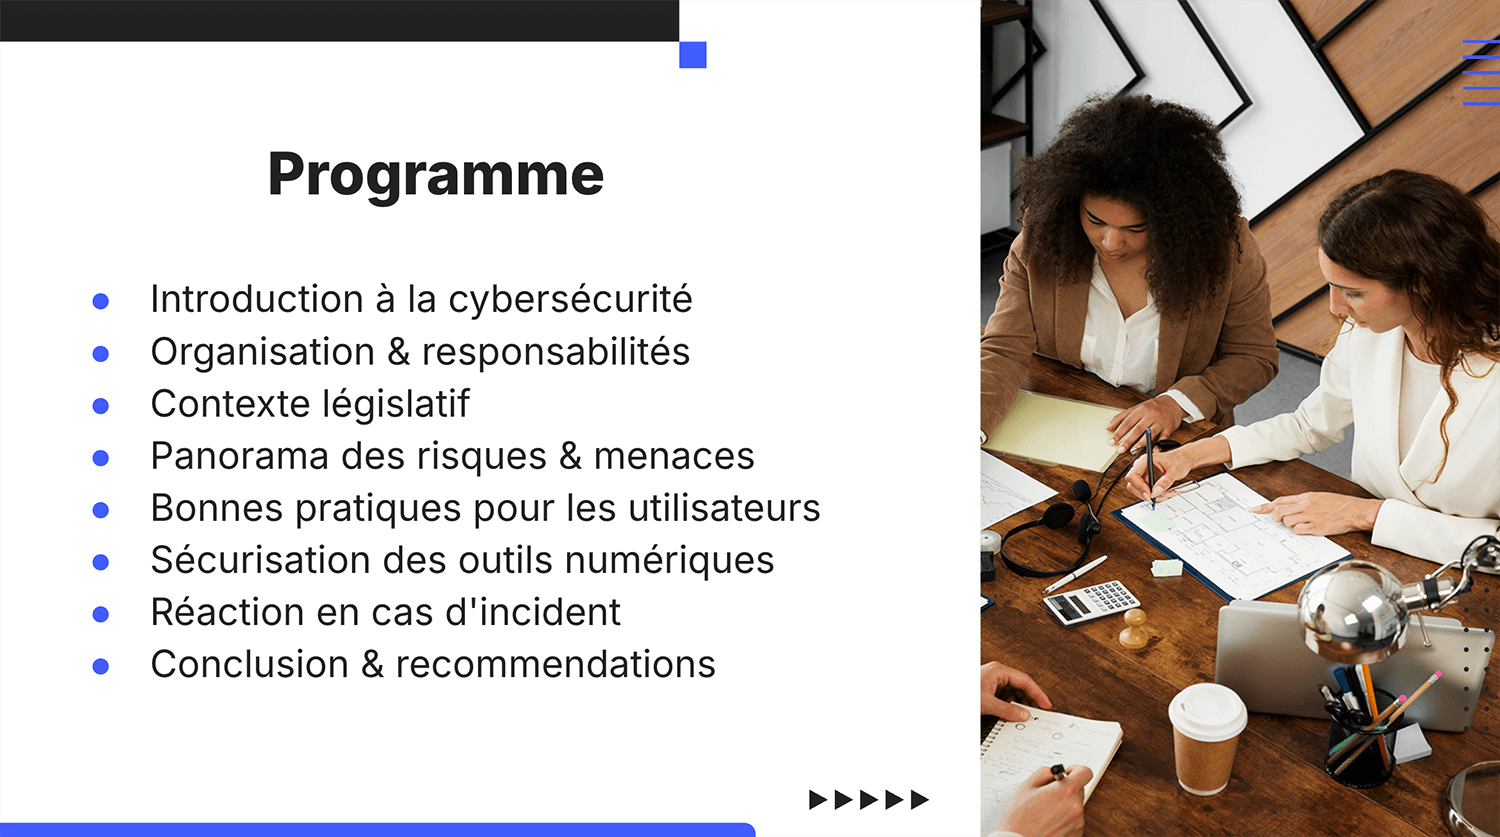 Programme
Introduction à la cybersécurité
Organisation & responsabilités
Contexte législatif
Panorama des risques & menaces
Bonnes pratiques pour les utilisateurs
Sécurisation des outils numériques
Réaction en cas d'incident
Conclusion & recommendations